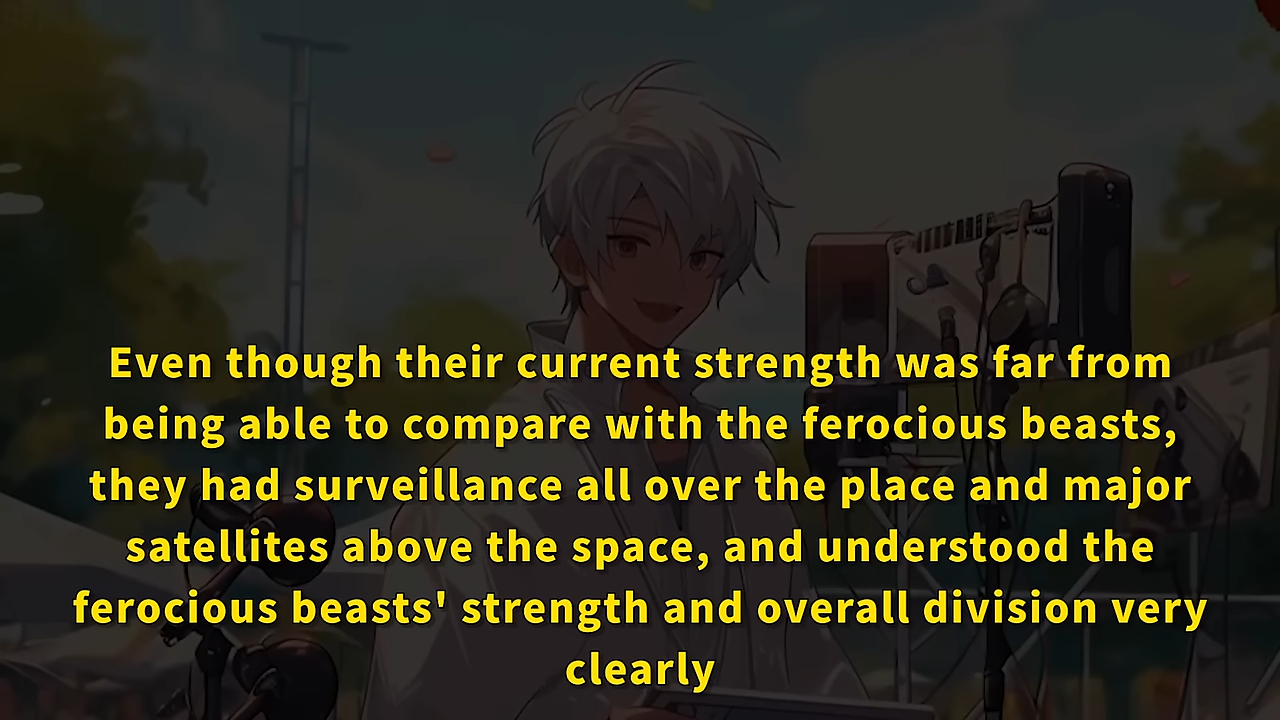 Even though their current strength was far from
being able to compare with the ferocious beasts,
they had surveillance all over the place and major
satellites above the space, and understood the
ferocious beasts' strength and overall division very
clearly